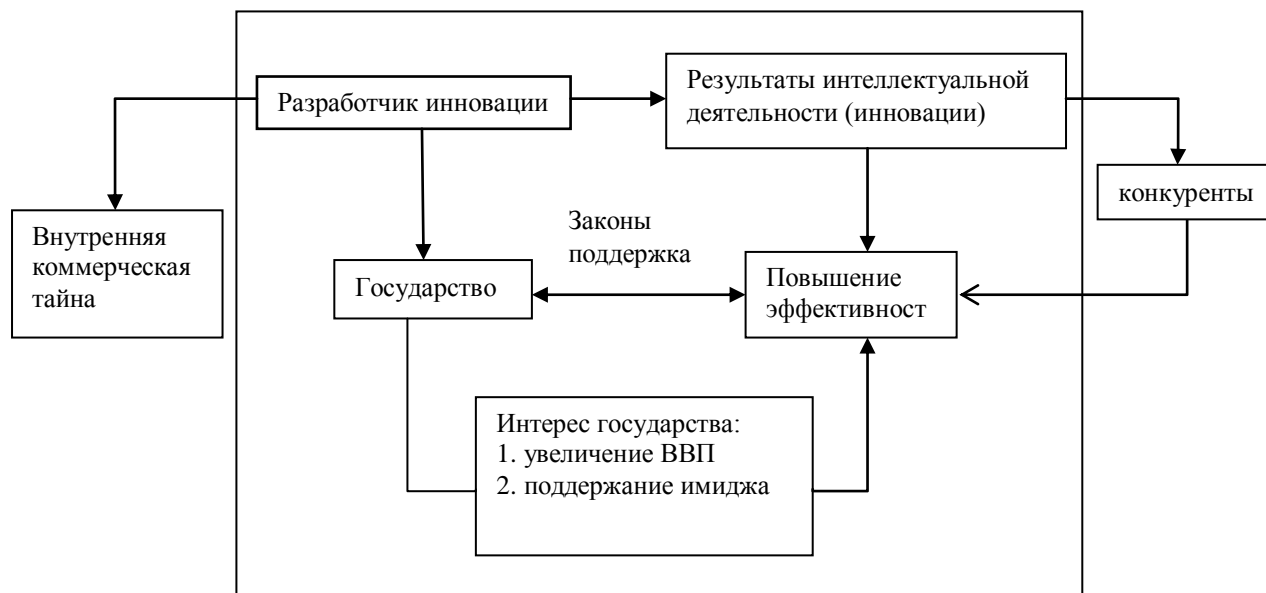 Разработчик инновации
Результаты интеллектуальной
деятельности (инновации)
конкуренты
Внутренняя
коммерческая
тайна
Законы
поддержка
Государство
Повышение
эффективност
Интерес государства:
1. увеличение ВВП
2. поддержание имиджа